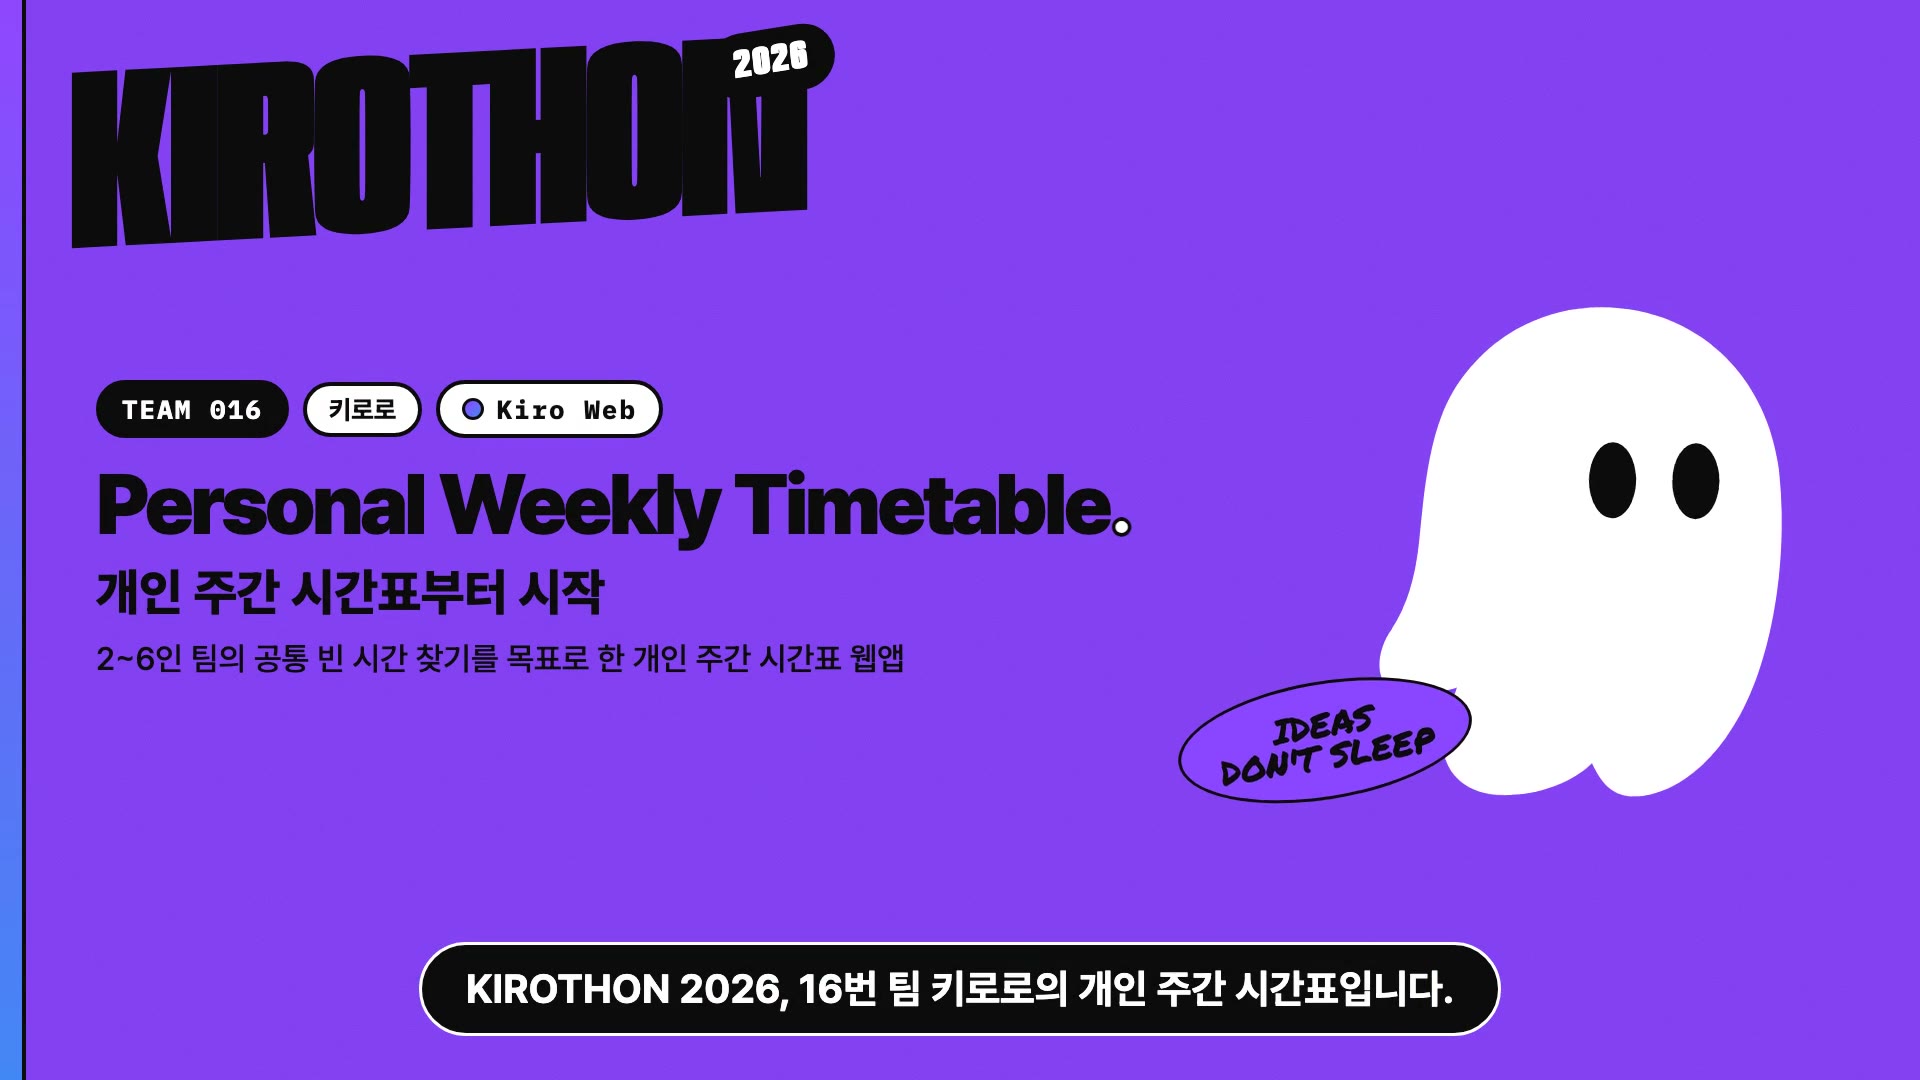 KIROTHON
2026
TEAM 016
키로로
Kiro Web
Personal Weekly Timetable.
개인 주간 시간표부터 시작
2~6인 팀의 공통 빈 시간 찾기를 목표로 한 개인 주간 시간표 웹앱
IDEAS
DON'T SLEEP
KIROTHON 2026, 16번 팀 키로로의 개인 주간 시간표입니다.